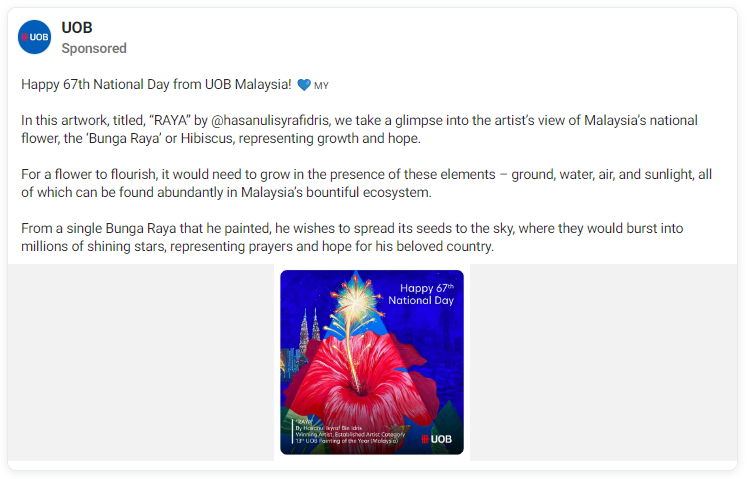 UOB
UOB
Sponsored
Happy 67th National Day from UOB Malaysia! 💙 MY
In this artwork, titled, “RAYA” by @hasanulisyrafidris, we take a glimpse into the artist’s view of Malaysia’s national
flower, the ‘Bunga Raya’ or Hibiscus, representing growth and hope.
For a flower to flourish, it would need to grow in the presence of these elements – ground, water, air, and sunlight, all
of which can be found abundantly in Malaysia’s bountiful ecosystem.
From a single Bunga Raya that he painted, he wishes to spread its seeds to the sky, where they would burst into
millions of shining stars, representing prayers and hope for his beloved country.
Happy 67th
National Day
“RAYA”
By Hasanul Isyraf Bin Idris
Winning Artist, Established Artist Category
13th UOB Painting of the Year (Malaysia)
UOB